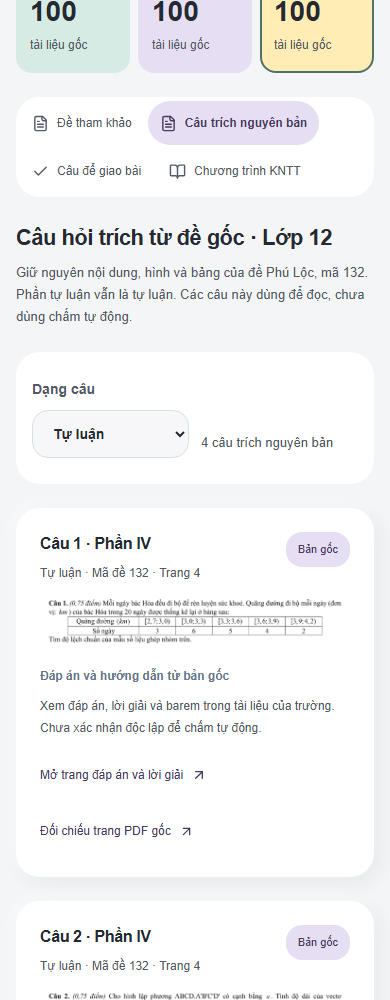 100
100
100
tài liệu gốc
tài liệu gốc
tài liệu gốc
Đề tham khảo
Câu trích nguyên bản
Câu để giao bài
Chương trình KNTT
Câu hỏi trích từ đề gốc · Lớp 12
Giữ nguyên nội dung, hình và bảng của đề Phú Lộc, mã 132.
Phần tự luận vẫn là tự luận. Các câu này dùng để đọc, chưa
dùng chấm tự động.
Dạng câu
Tự luận
4 câu trích nguyên bản
Câu 1 · Phần IV
Bản gốc
Tự luận · Mã đề 132 · Trang 4
Câu 1. (0,75 điểm) Mỗi ngày bác Hòa đều đi bộ để rèn luyện sức khoẻ. Quãng đường đi bộ mỗi ngày (đơn
vị: km) của bác Hòa trong 20 ngày được thống kê lại ở bảng sau:
Quãng đường (km) [2,7;3,0) [3,0;3,3) [3,3;3,6) [3,6;3,9) [3,9;4,2)
Số ngày 3 6 5 4 2
Tìm độ lệch chuẩn của mẫu số liệu ghép nhóm trên.
Đáp án và hướng dẫn từ bản gốc
Xem đáp án, lời giải và barem trong tài liệu của trường.
Chưa xác nhận độc lập để chấm tự động.
Mở trang đáp án và lời giải
Đối chiếu trang PDF gốc
Câu 2 · Phần IV
Bản gốc
Tự luận · Mã đề 132 · Trang 4
Câu 2. (0,75 điểm) Cho hình lập phương ABCD.A'B'C'D' có cạnh bằng a. Tính độ dài của vectơ